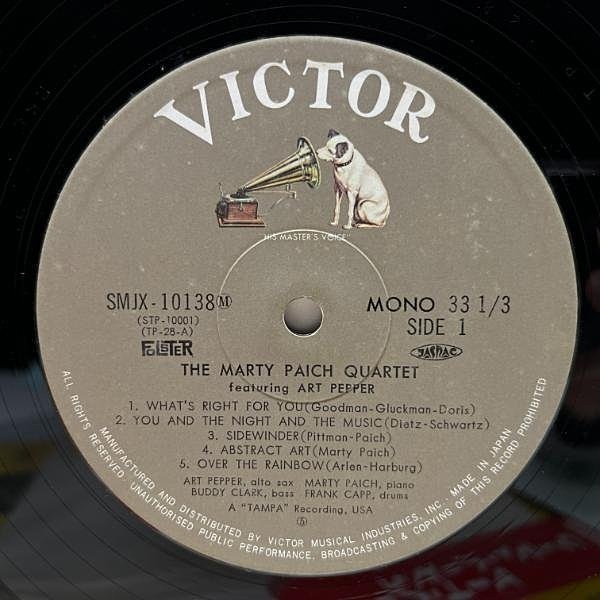 VICTOR
"HIS MASTER'S VOICE"
SMJX-10138 M
(STP-10001)
(TP-28-A)
MONO 33 1/3
SIDE 1
JASRAC
THE MARTY PAICH QUARTET
featuring ART PEPPER
1. WHAT'S RIGHT FOR YOU(Goodman-Gluckman-Doris)
2. YOU AND THE NIGHT AND THE MUSIC(Dietz-Schwartz)
3. SIDEWINDER(Pittman-Paich)
4. ABSTRACT ART(Marty Paich)
5. OVER THE RAINBOW(Arlen-Harburg)
ART PEPPER, alto sax MARTY PAICH, piano
BUDDY CLARK, bass FRANK CAPP, drums
A "TAMPA" Recording, USA
MANUFACTURED AND DISTRIBUTED BY VICTOR MUSICAL INDUSTRIES, INC. MADE IN JAPAN
ALL RIGHTS RESERVED. UNAUTHORISED PUBLIC PERFORMANCE, BROADCASTING & COPYING OF THIS RECORD PROHIBITED